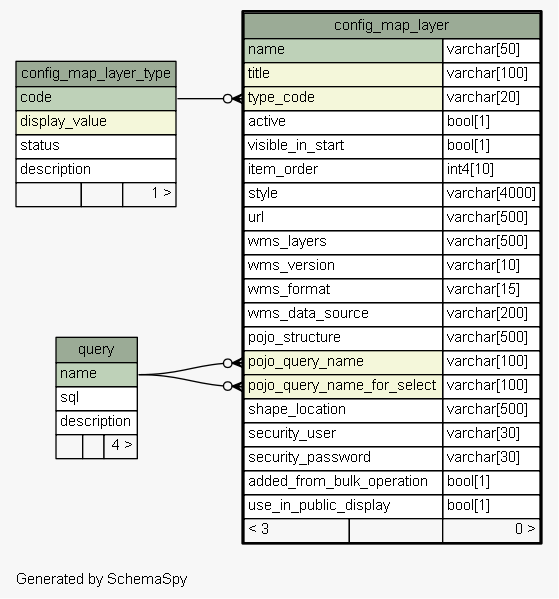 config_map_layer
name varchar[50]
title varchar[100]
type_code varchar[20]
active bool[1]
visible_in_start bool[1]
item_order int4[10]
style varchar[4000]
url varchar[500]
wms_layers varchar[500]
wms_version varchar[10]
wms_format varchar[15]
wms_data_source varchar[200]
pojo_structure varchar[500]
pojo_query_name varchar[100]
pojo_query_name_for_select varchar[100]
shape_location varchar[500]
security_user varchar[30]
security_password varchar[30]
added_from_bulk_operation bool[1]
use_in_public_display bool[1]
< 3 0 >
config_map_layer_type
code
display_value
status
description
1 >
query
name
sql
description
4 >
Generated by SchemaSpy